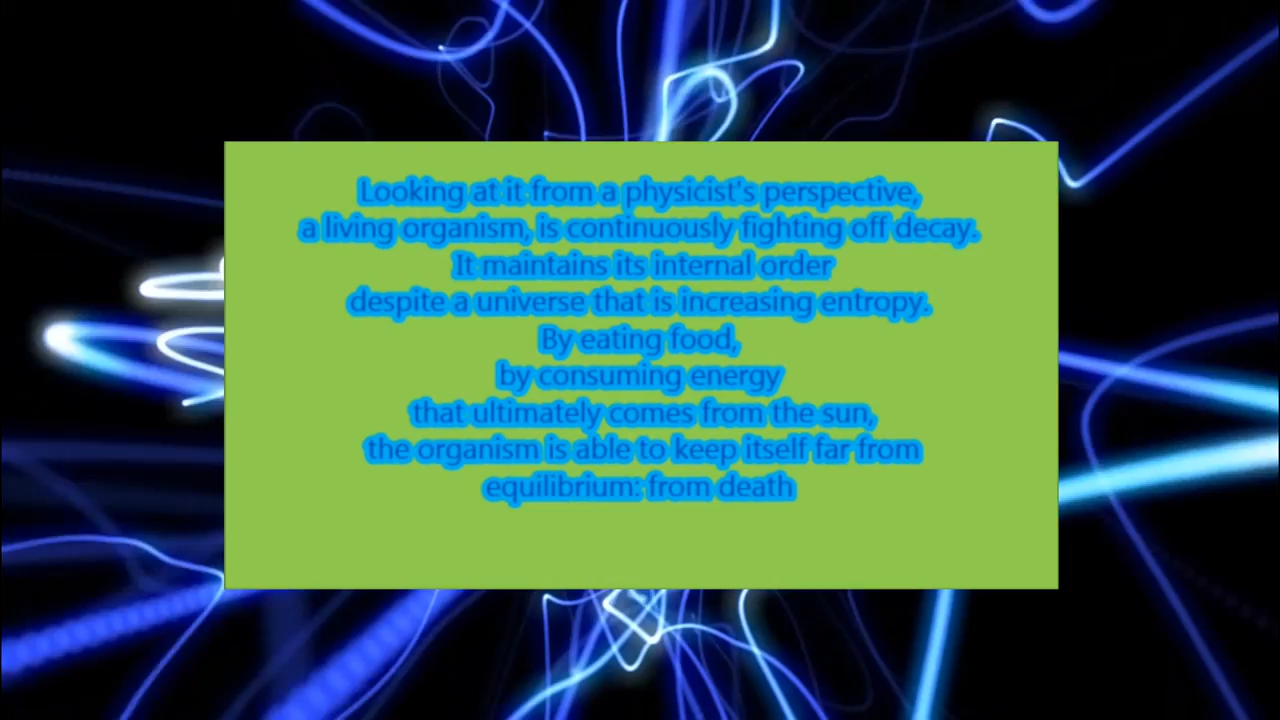 Looking at it from a physicist's perspective,
a living organism, is continuously fighting off decay.
It maintains its internal order
despite a universe that is increasing entropy.
By eating food,
by consuming energy
that ultimately comes from the sun,
the organism is able to keep itself far from
equilibrium: from death